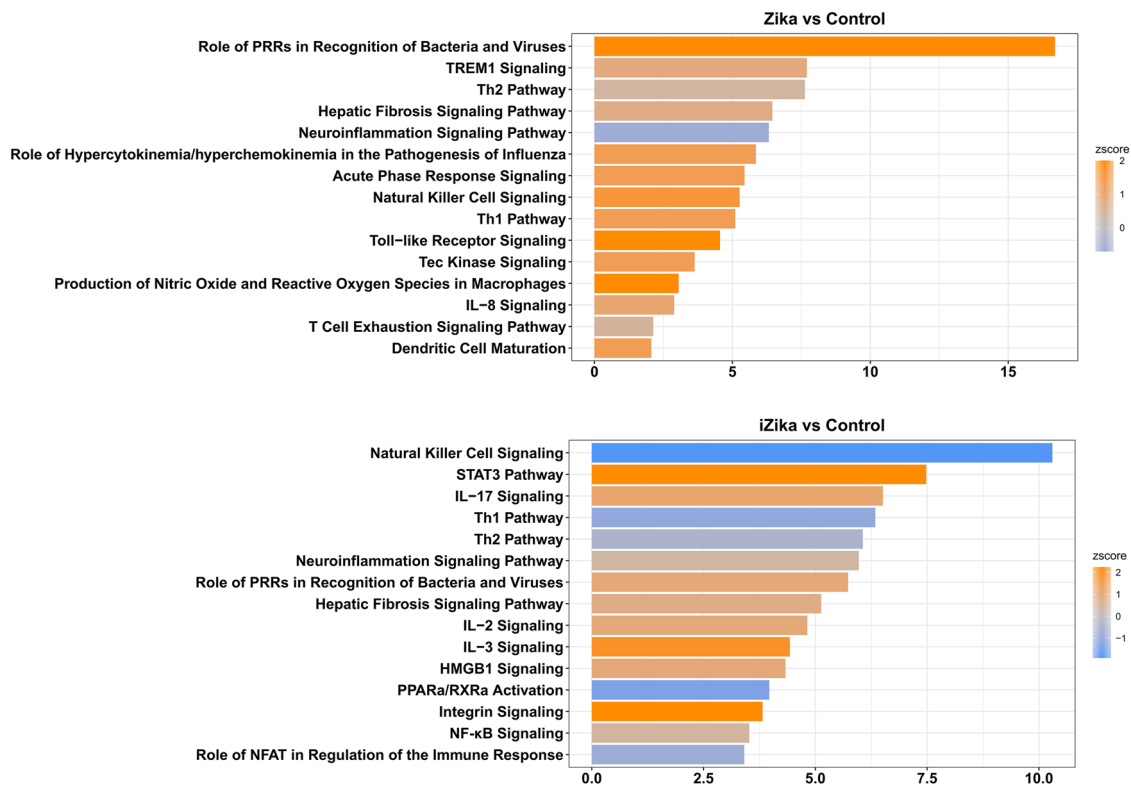 Zika vs Control
Role of PRRs in Recognition of Bacteria and Viruses
TREM1 Signaling
Th2 Pathway
Hepatic Fibrosis Signaling Pathway
Neuroinflammation Signaling Pathway
Role of Hypercytokinemia/hyperchemokinemia in the Pathogenesis of Influenza
Acute Phase Response Signaling
Natural Killer Cell Signaling
Th1 Pathway
Toll−like Receptor Signaling
Tec Kinase Signaling
Production of Nitric Oxide and Reactive Oxygen Species in Macrophages
IL−8 Signaling
T Cell Exhaustion Signaling Pathway
Dendritic Cell Maturation
0 5 10 15
zscore
2
1
0
iZika vs Control
Natural Killer Cell Signaling
STAT3 Pathway
IL−17 Signaling
Th1 Pathway
Th2 Pathway
Neuroinflammation Signaling Pathway
Role of PRRs in Recognition of Bacteria and Viruses
Hepatic Fibrosis Signaling Pathway
IL−2 Signaling
IL−3 Signaling
HMGB1 Signaling
PPARa/RXRa Activation
Integrin Signaling
NF-κB Signaling
Role of NFAT in Regulation of the Immune Response
0.0 2.5 5.0 7.5 10.0
zscore
2
1
0
−1